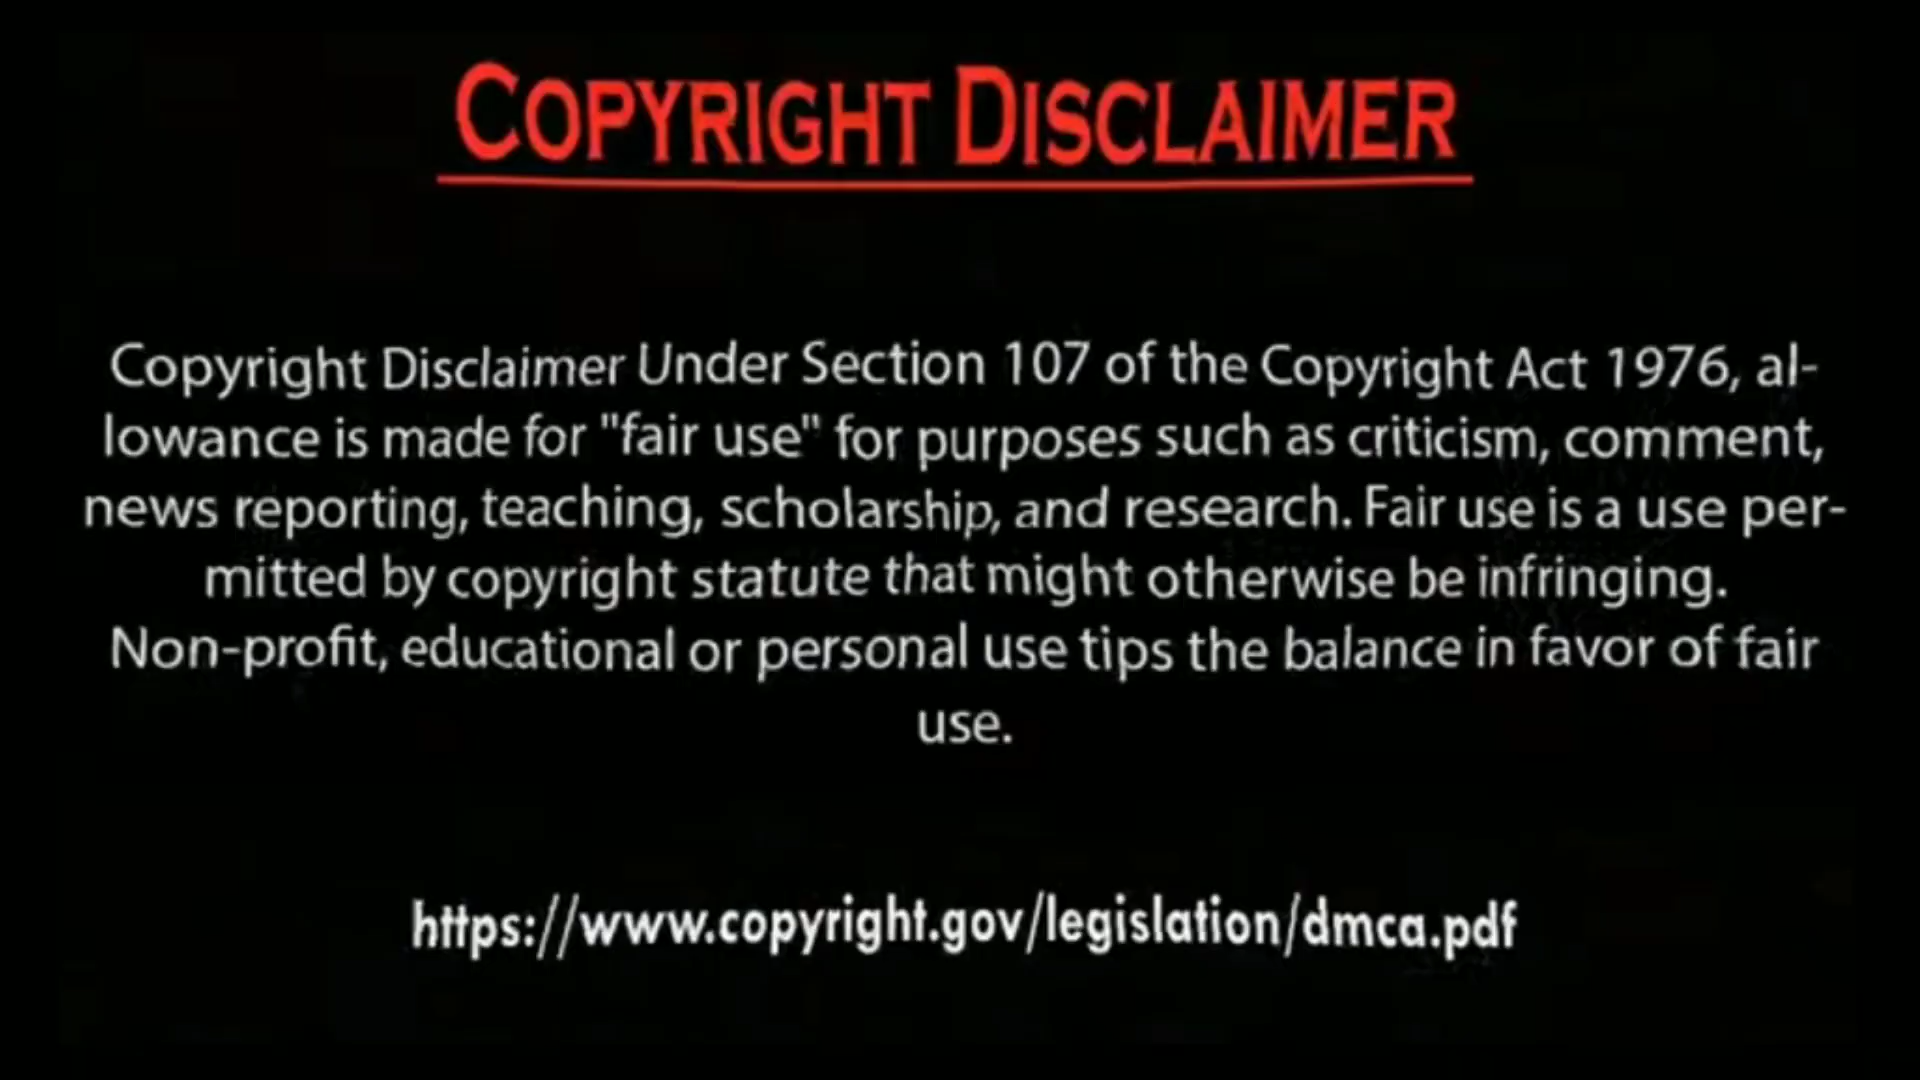 COPYRIGHT DISCLAIMER
Copyright Disclaimer Under Section 107 of the Copyright Act 1976, al-
lowance is made for "fair use" for purposes such as criticism, comment,
news reporting, teaching, scholarship, and research. Fair use is a use per-
mitted by copyright statute that might otherwise be infringing.
Non-profit, educational or personal use tips the balance in favor of fair
use.
https://www.copyright.gov/legislation/dmca.pdf